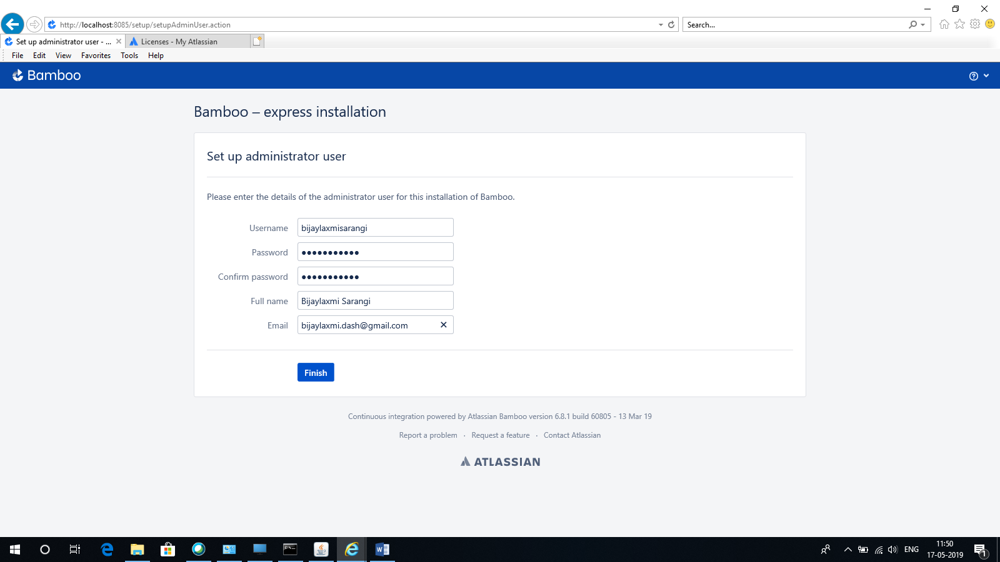 http://localhost:8085/setup/setupAdminUser.action
Search...
Set up administrator user - ...
Licenses - My Atlassian
File Edit View Favorites Tools Help
Bamboo
Bamboo – express installation
Set up administrator user
Please enter the details of the administrator user for this installation of Bamboo.
Username bijaylaxmisarangi
Password ●●●●●●●●●●●
Confirm password ●●●●●●●●●●●
Full name Bijaylaxmi Sarangi
Email bijaylaxmi.dash@gmail.com
Finish
Continuous integration powered by Atlassian Bamboo version 6.8.1 build 60805 - 13 Mar 19
Report a problem · Request a feature · Contact Atlassian
ATLASSIAN
ENG
11:50
17-05-2019
1